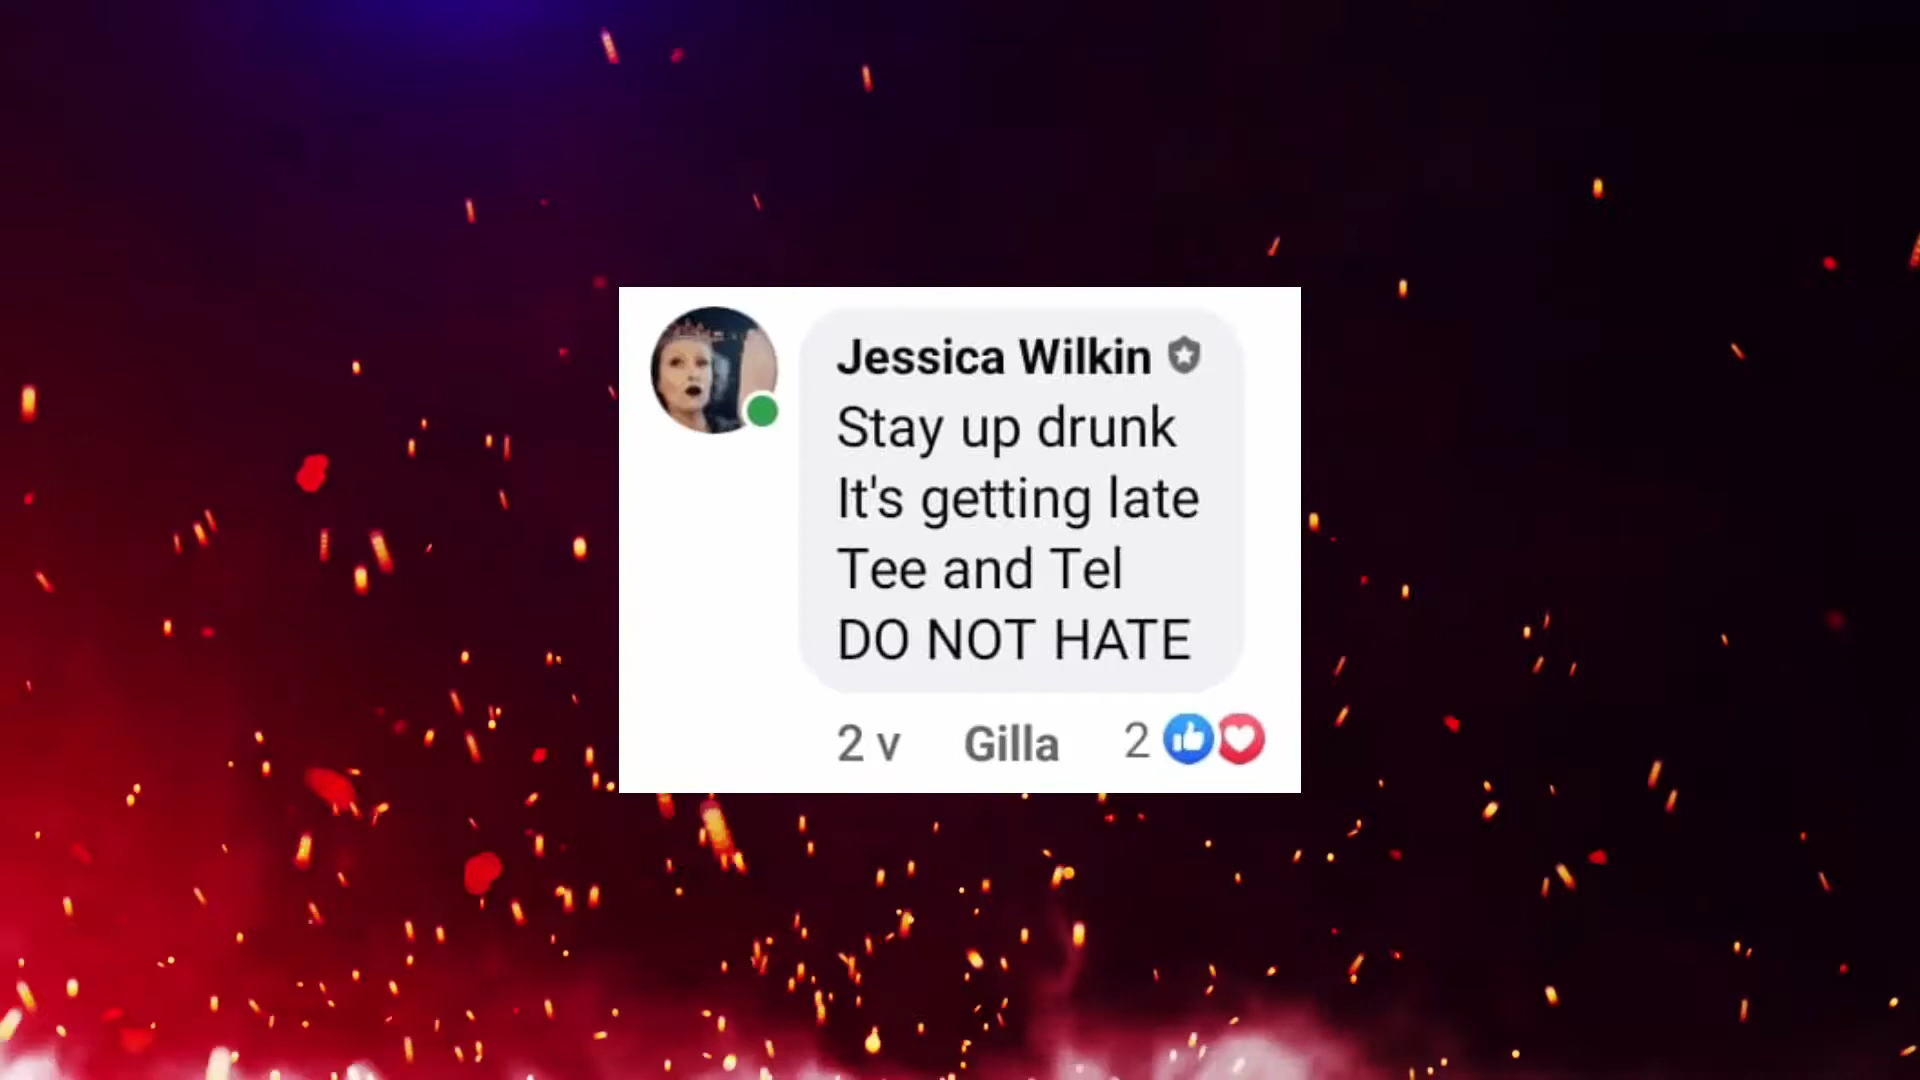 Jessica Wilkin
Stay up drunk
It's getting late
Tee and Tel
DO NOT HATE
2 v Gilla 2